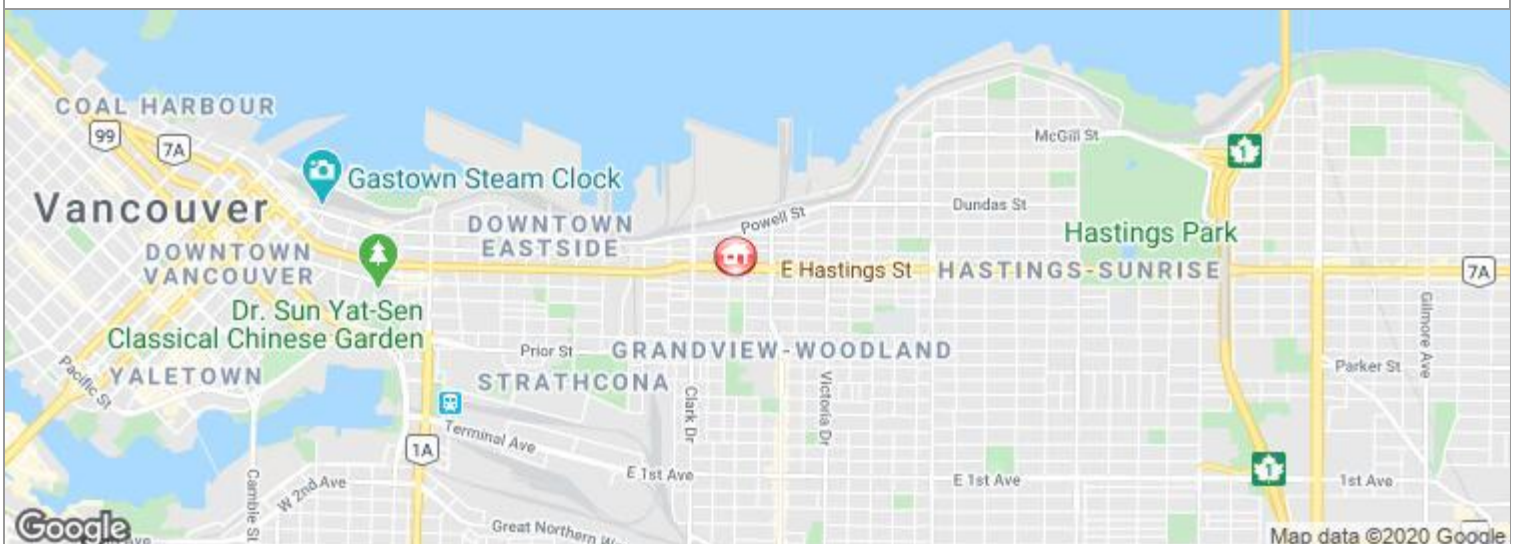 COAL HARBOUR
99
7A
McGill St
1
Gastown Steam Clock
Vancouver
Dundas St
Powell St
DOWNTOWN
EASTSIDE
Hastings Park
DOWNTOWN
VANCOUVER
E Hastings St
HASTINGS-SUNRISE
7A
Dr. Sun Yat-Sen
Classical Chinese Garden
Gilmore Ave
Prior St
GRANDVIEW-WOODLAND
Parker St
Pacific St
YALETOWN
STRATHCONA
Clark Dr
Victoria Dr
Terminal Ave
1A
E 1st Ave
E 1st Ave
1
1st Ave
Cambie St
W 2nd Ave
Great Northern
Google
Map data ©2020 Google